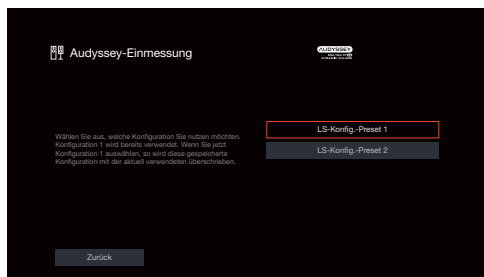 Audyssey-Einmessung
AUDYSSEY
Wählen Sie aus, welche Konfiguration Sie nutzen möchten.
Konfiguration 1 wird bereits verwendet. Wenn Sie jetzt
Konfiguration 1 auswählen, so wird diese gespeicherte
Konfiguration mit der aktuell verwendeten überschrieben.
LS-Konfig.-Preset 1
LS-Konfig.-Preset 2
Zurück